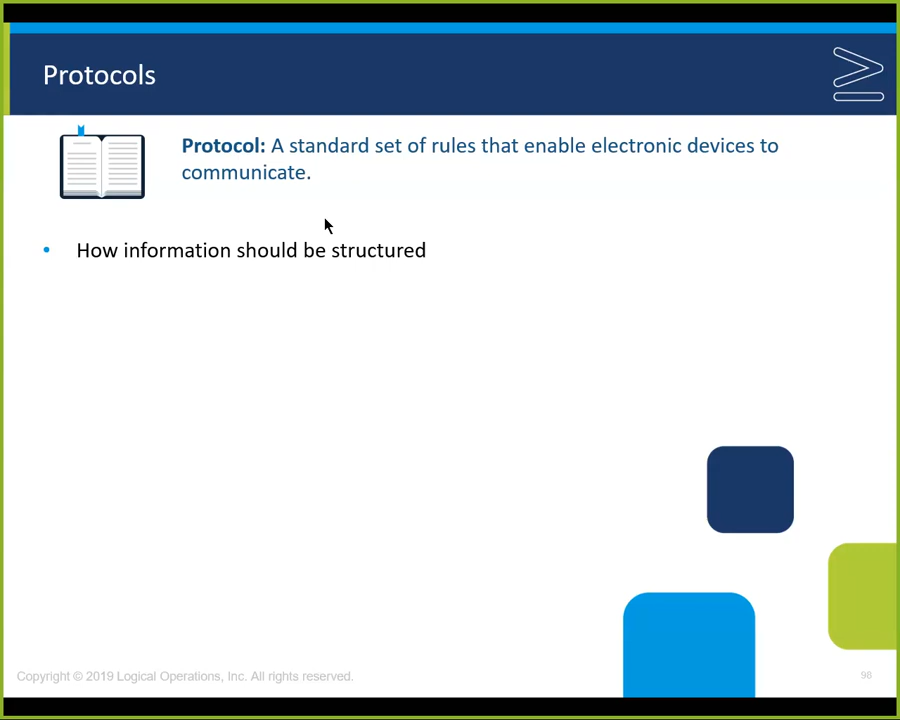 Protocols
Protocol: A standard set of rules that enable electronic devices to
communicate.
• How information should be structured
Copyright © 2019 Logical Operations, Inc. All rights reserved.
98